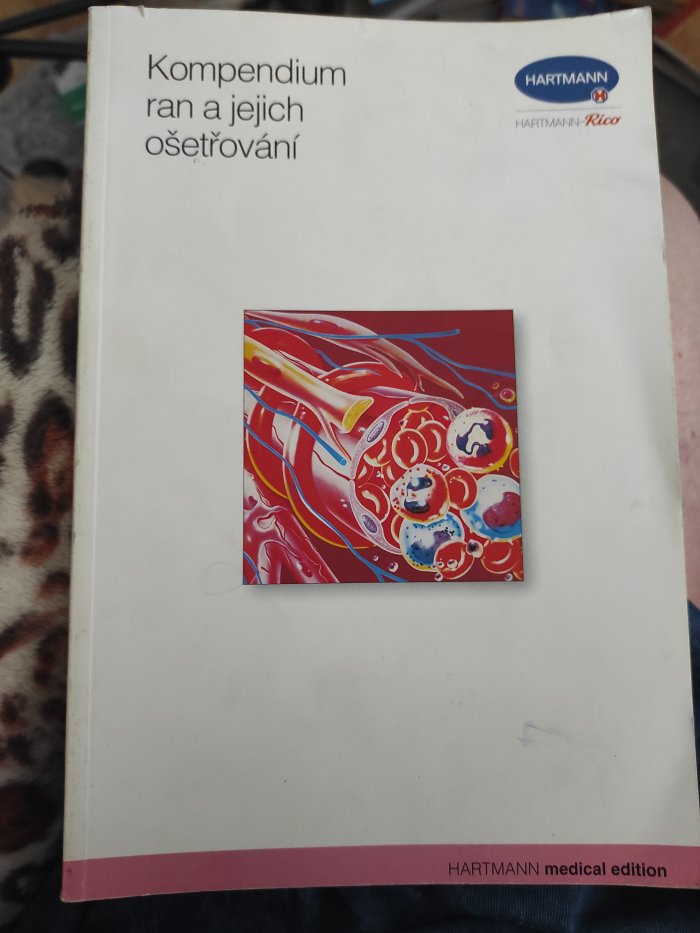 Kompendium
ran a jejich
ošetřování
HARTMANN
HARTMANN-Rico
HARTMANN medical edition